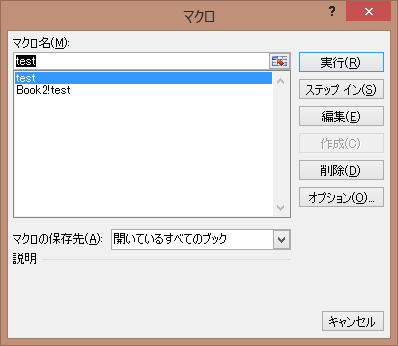 マクロ
? ×
マクロ名(M):
test
test
Book2!test
実行(R)
ステップ イン(S)
編集(E)
作成(C)
削除(D)
オプション(O)...
マクロの保存先(A): 開いているすべてのブック
説明
キャンセル